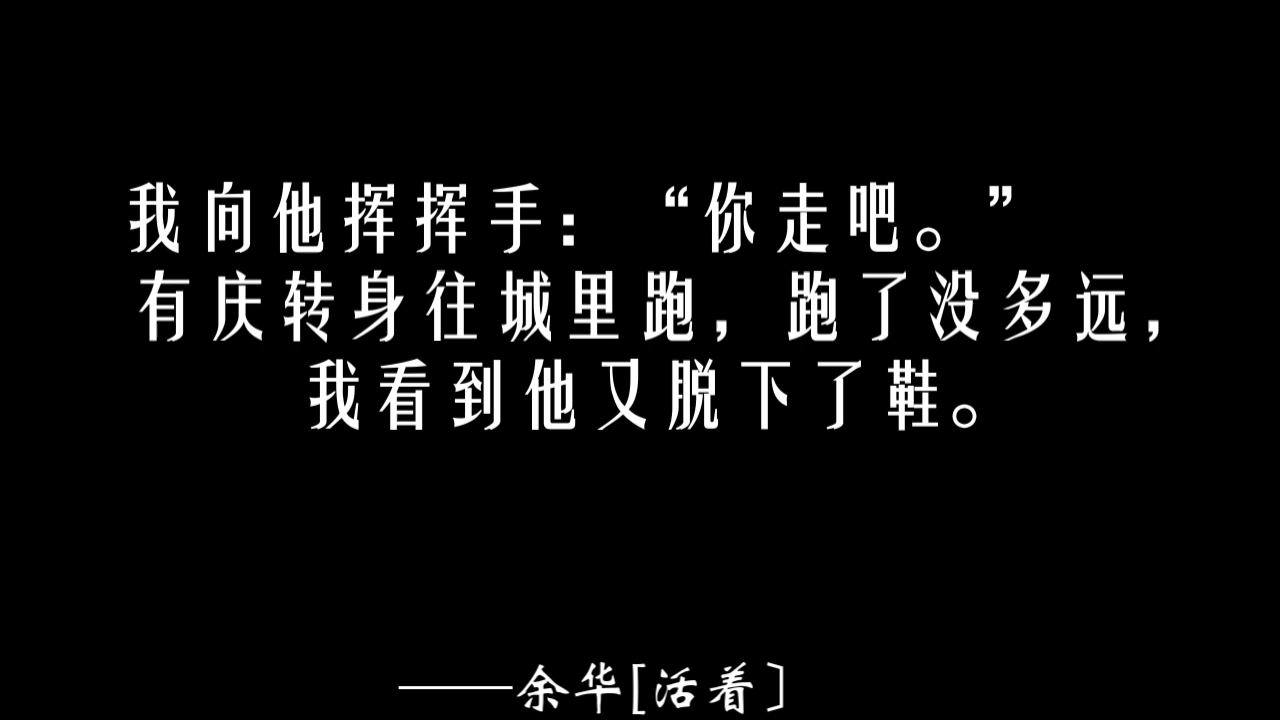 我向他挥挥手：“你走吧。”
有庆转身往城里跑，跑了没多远，
我看到他又脱下了鞋。
——余华[活着]